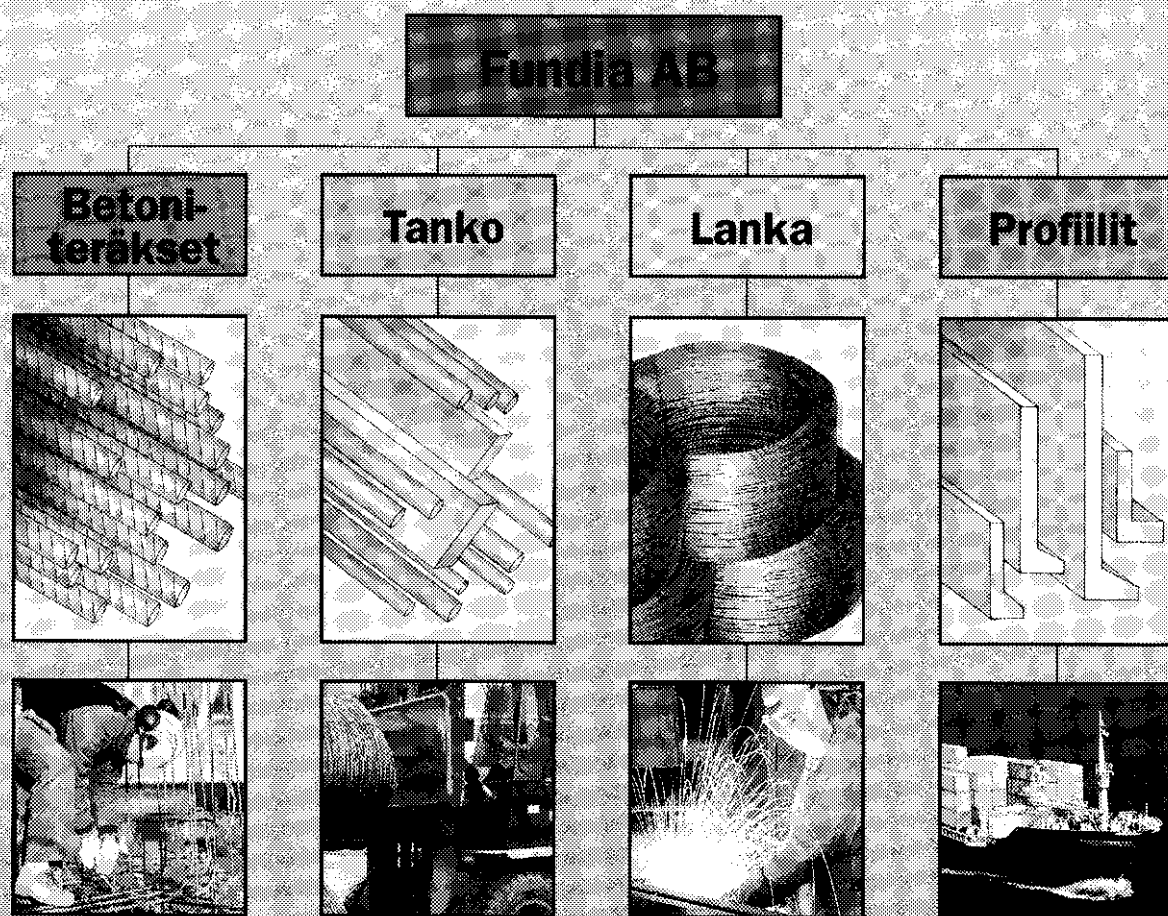 Fundia AB
Betoni-
teräkset
Tanko
Lanka
Profiilit